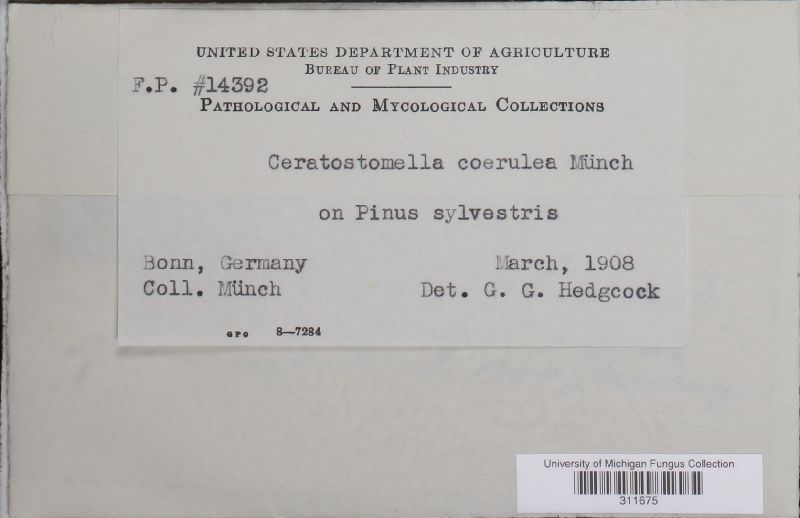 UNITED STATES DEPARTMENT OF AGRICULTURE
BUREAU OF PLANT INDUSTRY
F.P. #14392
PATHOLOGICAL AND MYCOLOGICAL COLLECTIONS
Ceratostomella coerulea Münch
on Pinus sylvestris
Bonn, Germany March, 1908
Coll. Münch Det. G. G. Hedgcock
GPO 8—7284
University of Michigan Fungus Collection
311675